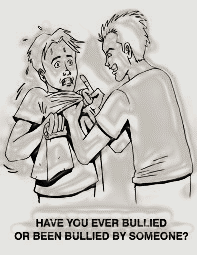 HAVE YOU EVER BULLIED
OR BEEN BULLIED BY SOMEONE?